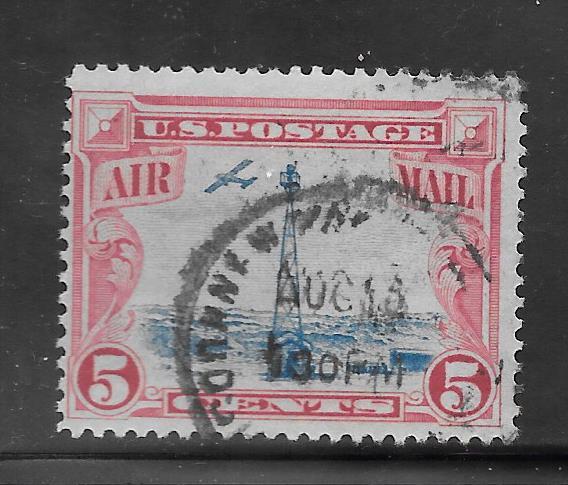 U.S. POSTAGE
AIR MAIL
AUG 13
30 PM
5 CENTS 5